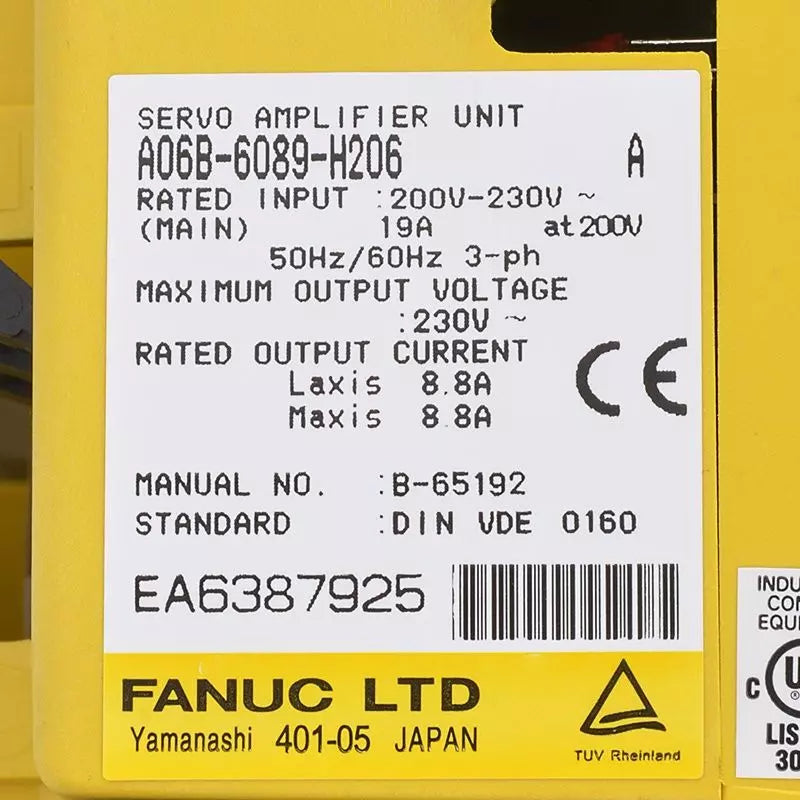 SERVO AMPLIFIER UNIT
A06B-6089-H206 A
RATED INPUT :200V-230V ~
(MAIN) 19A at 200V
50Hz/60Hz 3-ph
MAXIMUM OUTPUT VOLTAGE
:230V ~
RATED OUTPUT CURRENT
Laxis 8.8A
Maxis 8.8A
CE
MANUAL NO. :B-65192
STANDARD :DIN VDE 0160
EA6387925
FANUC LTD
Yamanashi 401-05 JAPAN
TUV Rheinland
C